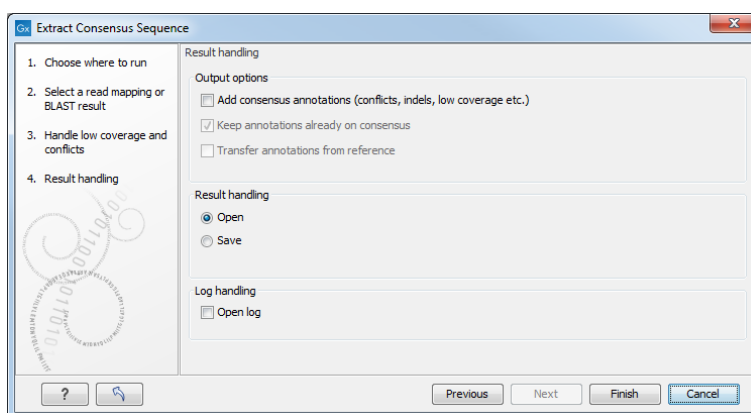 Gx Extract Consensus Sequence
1. Choose where to run
2. Select a read mapping or
BLAST result
3. Handle low coverage and
conflicts
4. Result handling
Result handling
Output options
Add consensus annotations (conflicts, indels, low coverage etc.)
Keep annotations already on consensus
Transfer annotations from reference
Result handling
Open
Save
Log handling
Open log
? Previous Next Finish Cancel